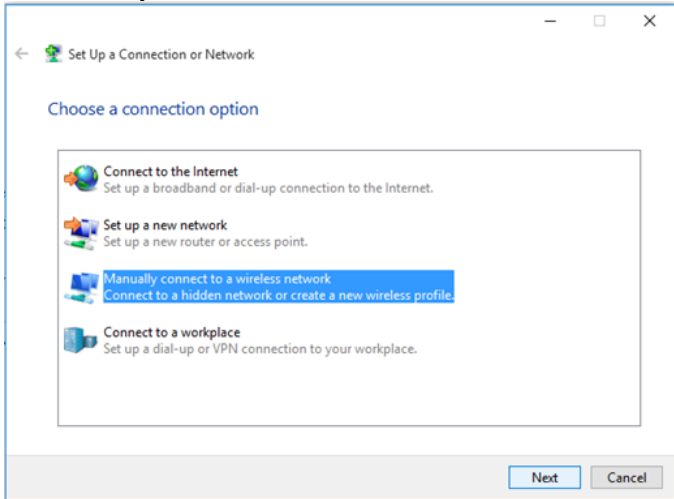 Set Up a Connection or Network
Choose a connection option
Connect to the Internet
Set up a broadband or dial-up connection to the Internet.
Set up a new network
Set up a new router or access point.
Manually connect to a wireless network
Connect to a hidden network or create a new wireless profile.
Connect to a workplace
Set up a dial-up or VPN connection to your workplace.
Next Cancel